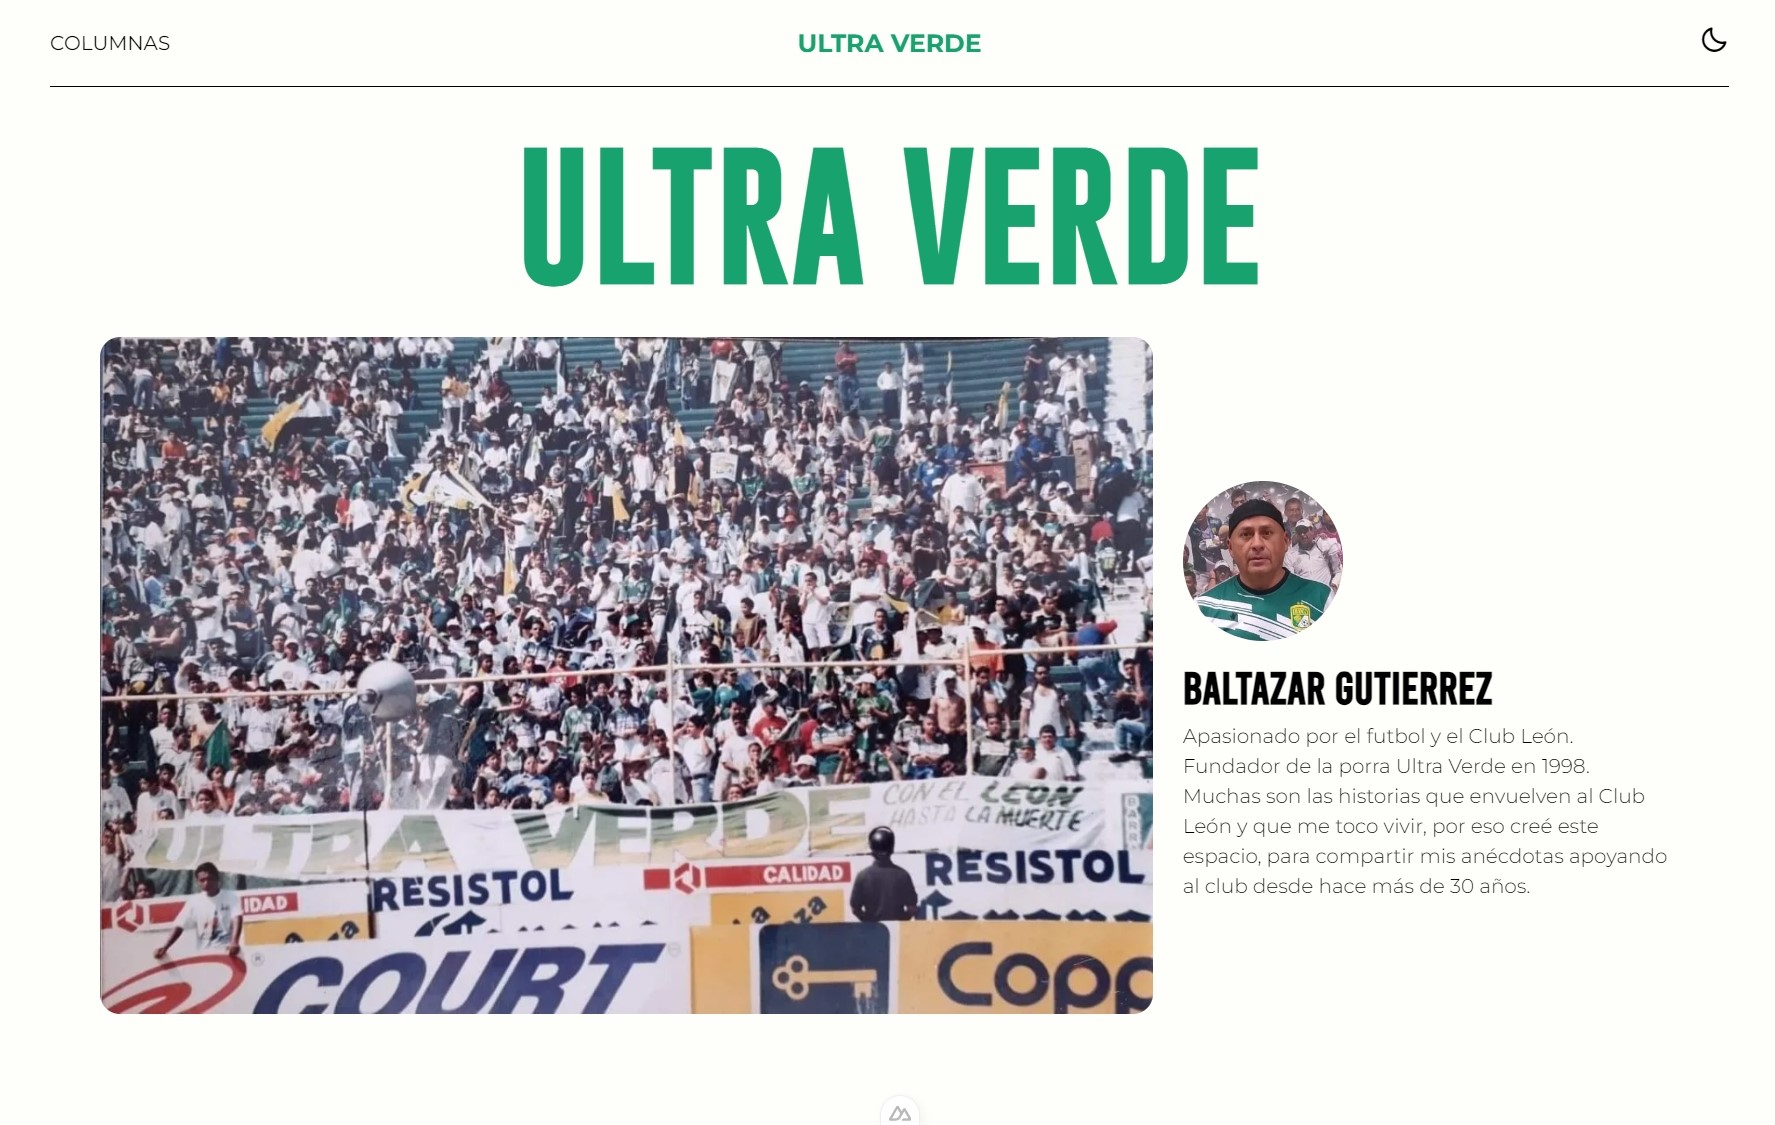 COLUMNAS
ULTRA VERDE
ULTRA VERDE
ULTRA VERDE
CON EL LEON
HASTA LA MUERTE
BARR
CALIDAD
RESISTOL
IDAD
RESISTOL
COURT
Copp
BALTAZAR GUTIERREZ
Apasionado por el futbol y el Club León.
Fundador de la porra Ultra Verde en 1998.
Muchas son las historias que envuelven al Club
León y que me toco vivir, por eso creé este
espacio, para compartir mis anécdotas apoyando
al club desde hace más de 30 años.